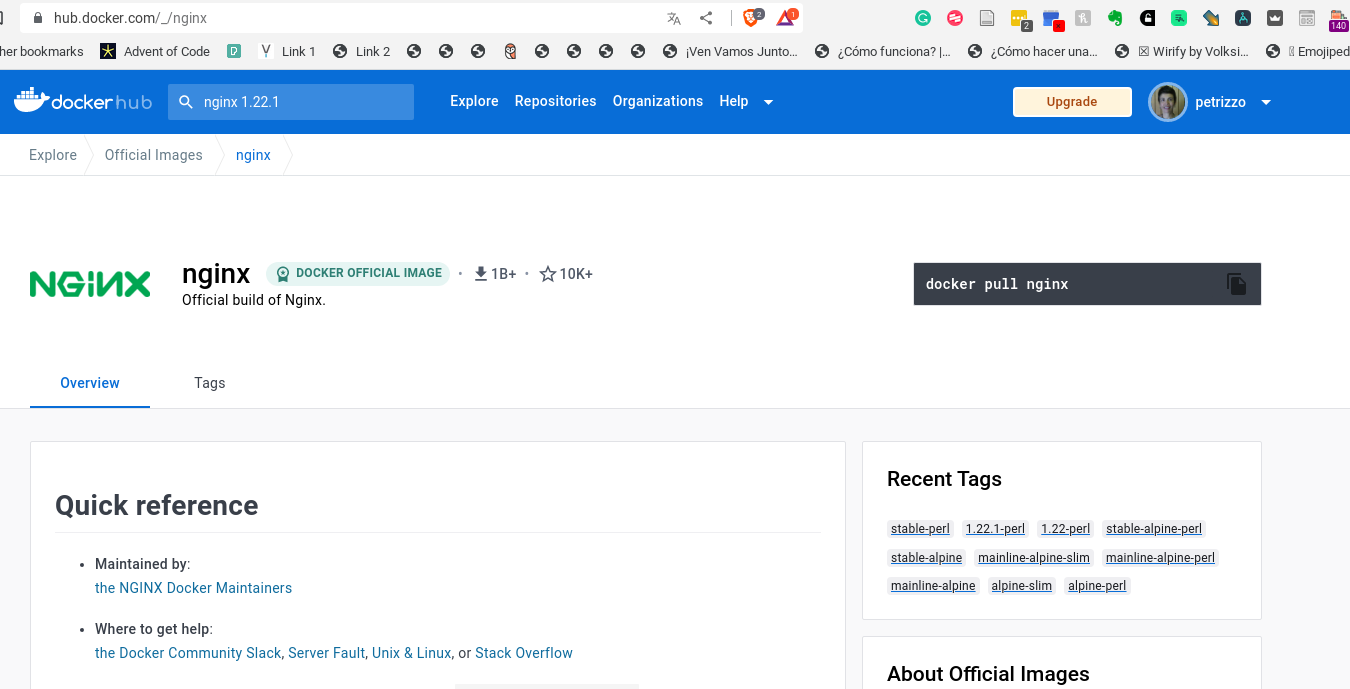 hub.docker.com/_/nginx
2
1
2
140
her bookmarks Advent of Code Link 1 Link 2 ¡Ven Vamos Junto... ¿Cómo funciona? |... ¿Cómo hacer una... Wirify by Volksi... Emojiped
dockerhub nginx 1.22.1 Explore Repositories Organizations Help Upgrade petrizzo
Explore Official Images nginx
NGINX
nginx DOCKER OFFICIAL IMAGE • 1B+ • 10K+
Official build of Nginx.
docker pull nginx
Overview Tags
Quick reference
• Maintained by:
the NGINX Docker Maintainers
• Where to get help:
the Docker Community Slack, Server Fault, Unix & Linux, or Stack Overflow
Recent Tags
stable-perl 1.22.1-perl 1.22-perl stable-alpine-perl
stable-alpine mainline-alpine-slim mainline-alpine-perl
mainline-alpine alpine-slim alpine-perl
About Official Images